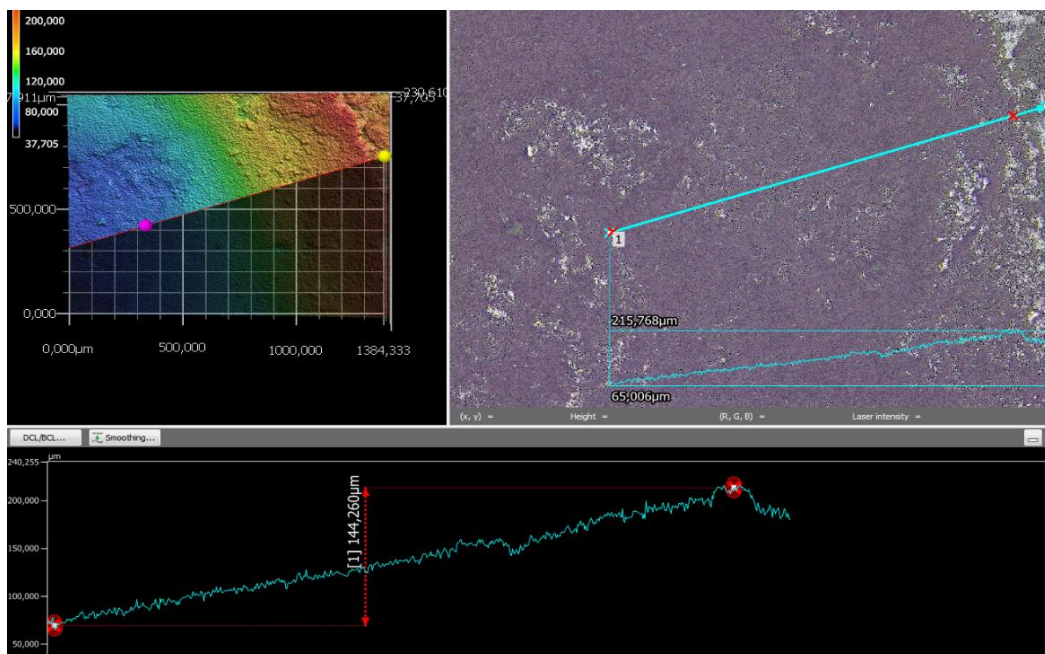 200,000
160,000
120,000
80,000
37,705
911µm
230,610
37,705
500,000
0,000
0,000µm
500,000
1000,000
1384,333
1
215,768µm
65,006µm
(x, y) =
Height =
(R, G, B) =
Laser intensity =
DCL/BCL...
Smoothing...
240,255
µm
200,000
150,000
100,000
50,000
[1] 144,260µm